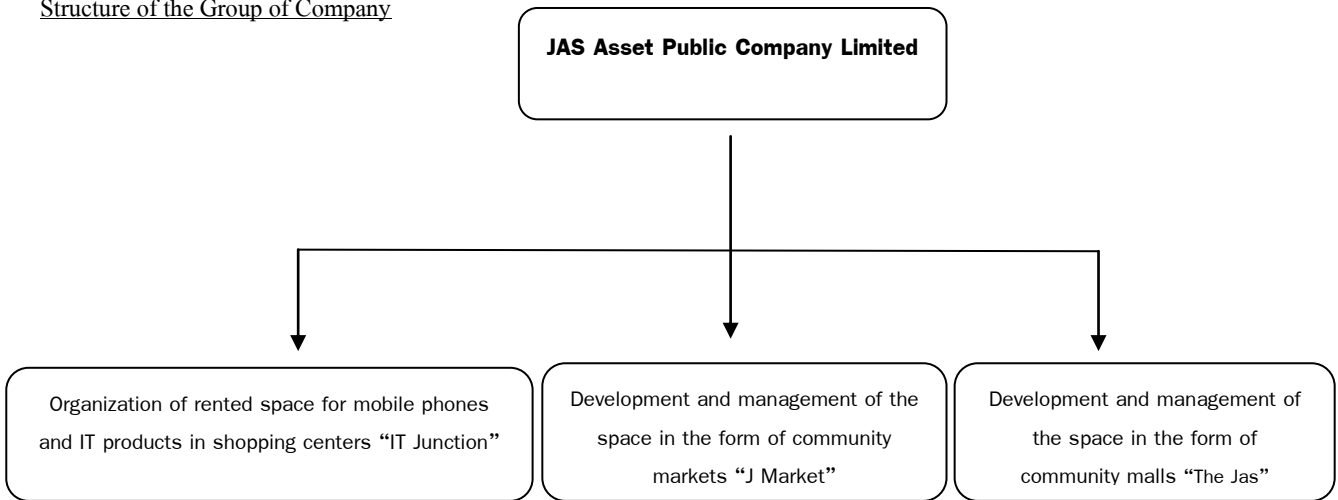 Structure of the Group of Company
JAS Asset Public Company Limited
Organization of rented space for mobile phones
and IT products in shopping centers “IT Junction”
Development and management of the
space in the form of community
markets “J Market”
Development and management of
the space in the form of
community malls “The Jas”